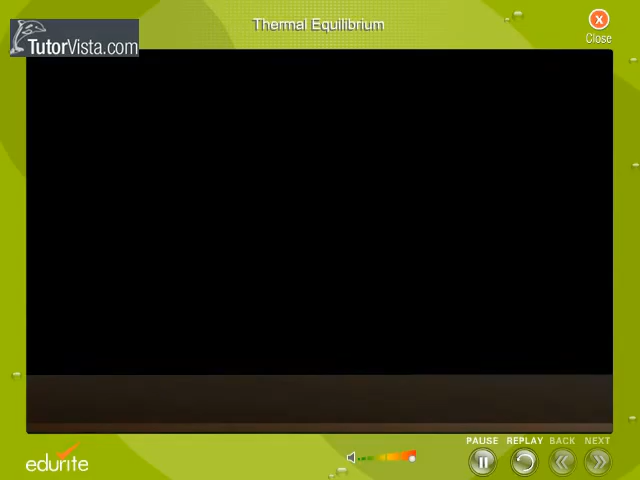 Thermal Equilibrium
TutorVista.com
Close
PAUSE REPLAY BACK NEXT
edurite